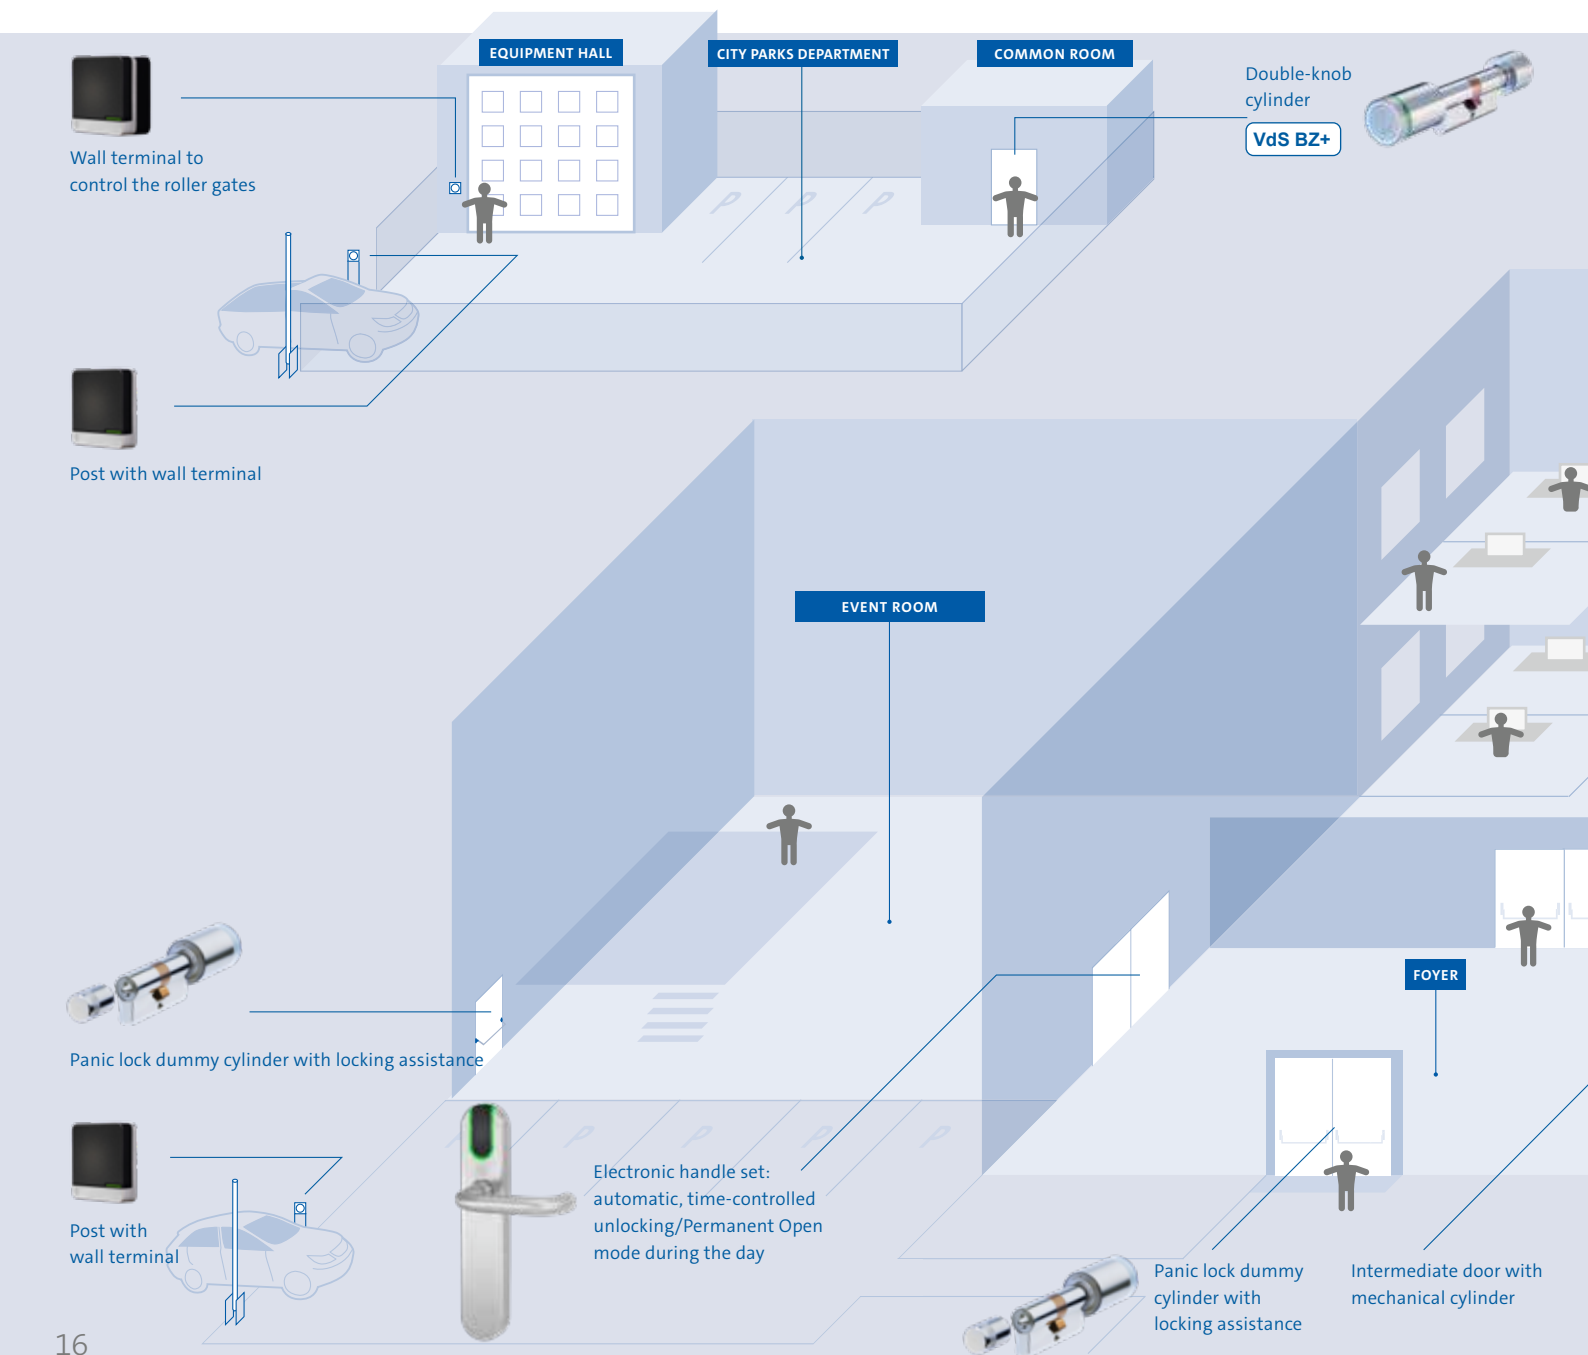 EQUIPMENT HALL
CITY PARKS DEPARTMENT
COMMON ROOM
Double-knob
cylinder
VdS BZ+
Wall terminal to
control the roller gates
P
P
P
Post with wall terminal
EVENT ROOM
FOYER
Panic lock dummy cylinder with locking assistance
P
P
P
P
P
Electronic handle set:
automatic, time-controlled
unlocking/Permanent Open
mode during the day
Post with
wall terminal
Panic lock dummy
cylinder with
locking assistance
Intermediate door with
mechanical cylinder
16